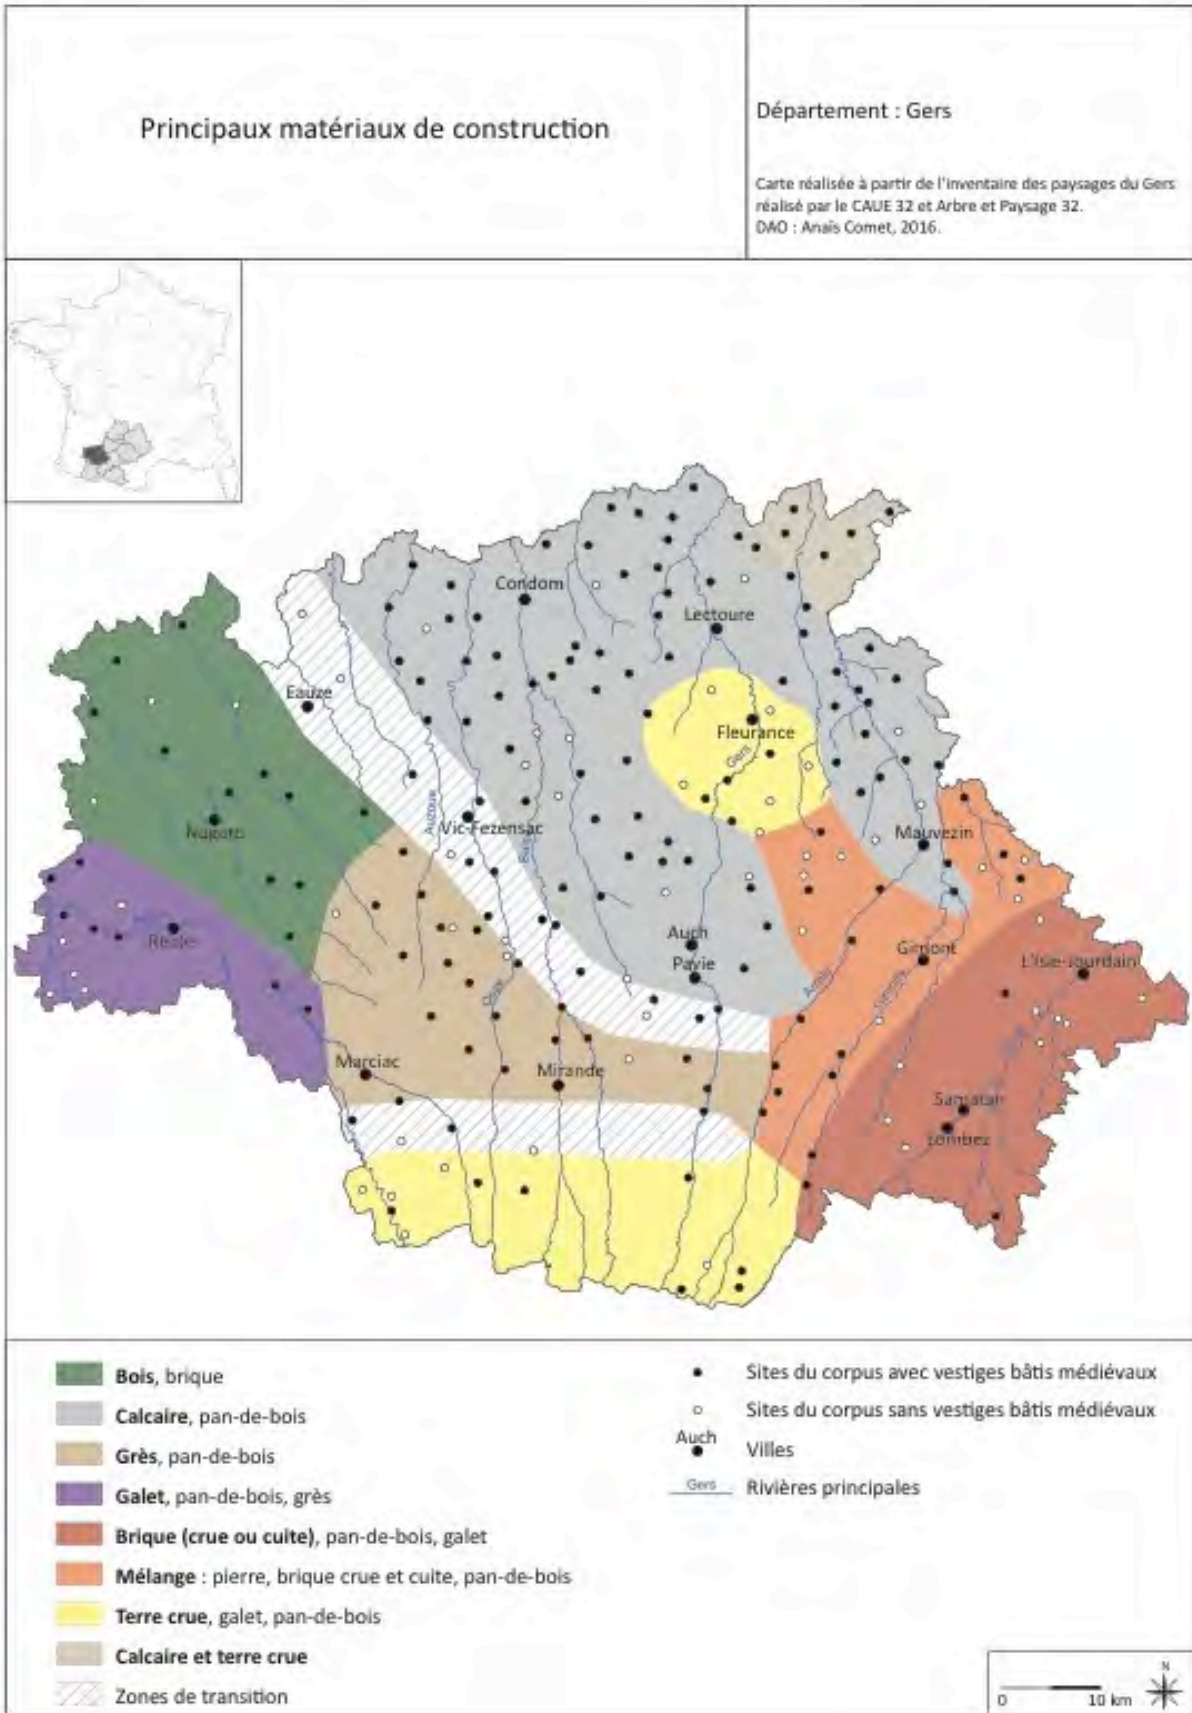 Principaux matériaux de construction
Département : Gers
Carte réalisée à partir de l'inventaire des paysages du Gers
réalisé par le CAUE 32 et Arbre et Paysage 32.
DAO : Anaïs Comet, 2016.
Condom
Lectoure
Eauze
Fleurance
Gers
Nogaro
Auzoue
Vic-Fezensac
Mauvezin
Auch
Pavie
Gimont
L'Isle-Jourdain
Marciac
Mirande
Samatan
Lombez
Bois, brique
Calcaire, pan-de-bois
Grès, pan-de-bois
Galet, pan-de-bois, grès
Brique (crue ou cuite), pan-de-bois, galet
Mélange : pierre, brique crue et cuite, pan-de-bois
Terre crue, galet, pan-de-bois
Calcaire et terre crue
Zones de transition
Sites du corpus avec vestiges bâtis médiévaux
Sites du corpus sans vestiges bâtis médiévaux
Auch
Villes
Gers
Rivières principales
N
0 10 km